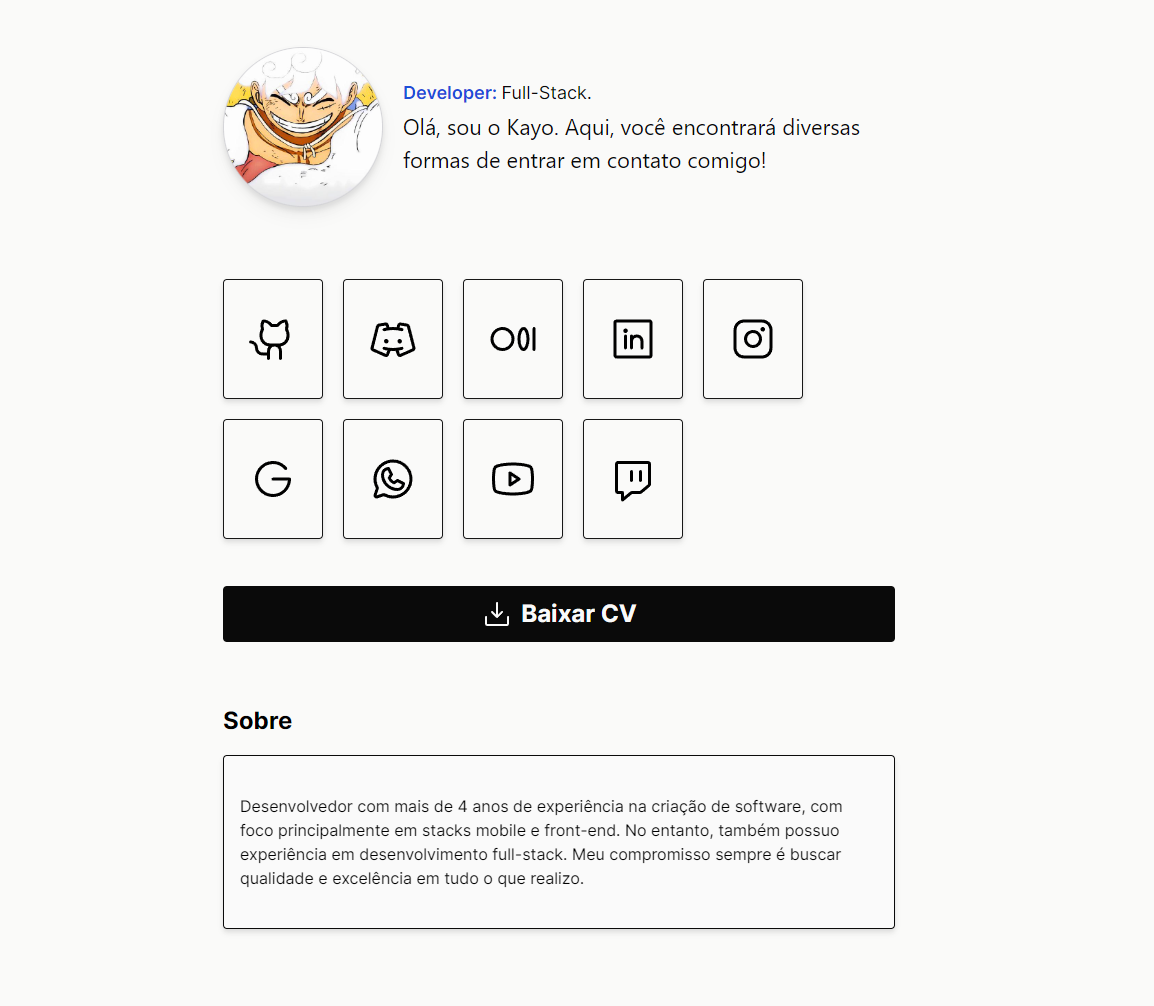 Developer: Full-Stack.
Olá, sou o Kayo. Aqui, você encontrará diversas
formas de entrar em contato comigo!
in
Baixar CV
Sobre
Desenvolvedor com mais de 4 anos de experiência na criação de software, com
foco principalmente em stacks mobile e front-end. No entanto, também possuo
experiência em desenvolvimento full-stack. Meu compromisso sempre é buscar
qualidade e excelência em tudo o que realizo.